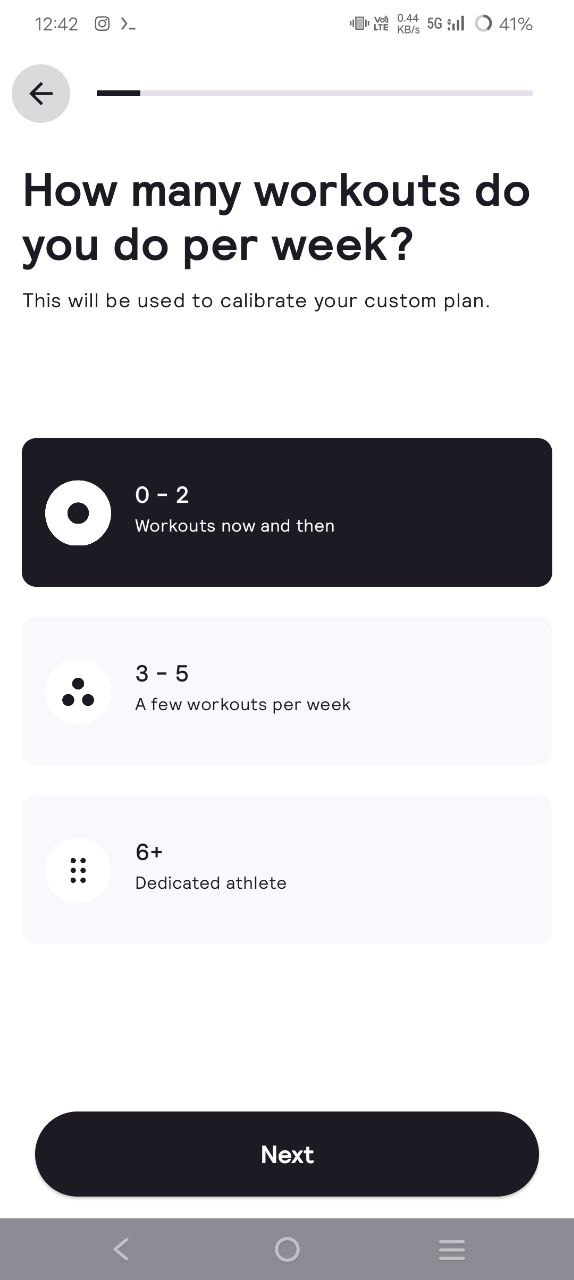 12:42 >_ Vo) LTE 0.44 KB/s 5G 41%
How many workouts do
you do per week?
This will be used to calibrate your custom plan.
0 - 2
Workouts now and then
3 - 5
A few workouts per week
6+
Dedicated athlete
Next